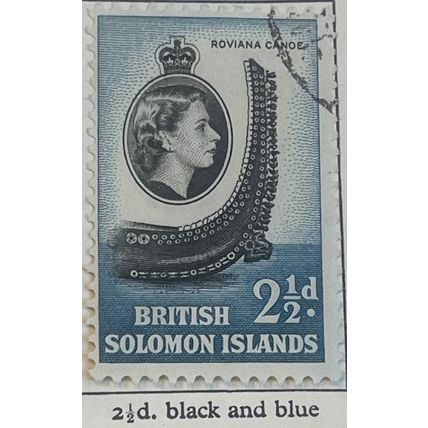 ROVIANA CANOE
2½d.
BRITISH
SOLOMON ISLANDS
2½d. black and blue